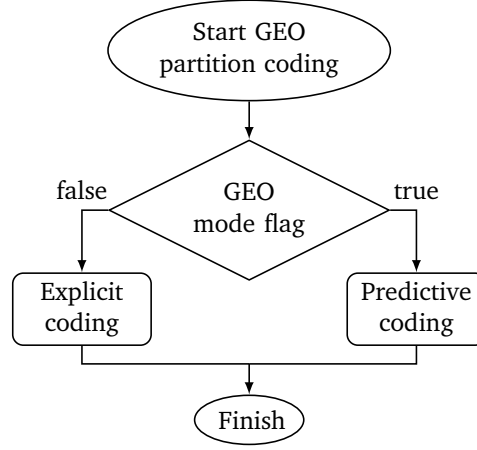 Start GEO
partition coding
false
GEO
mode flag
true
Explicit
coding
Predictive
coding
Finish